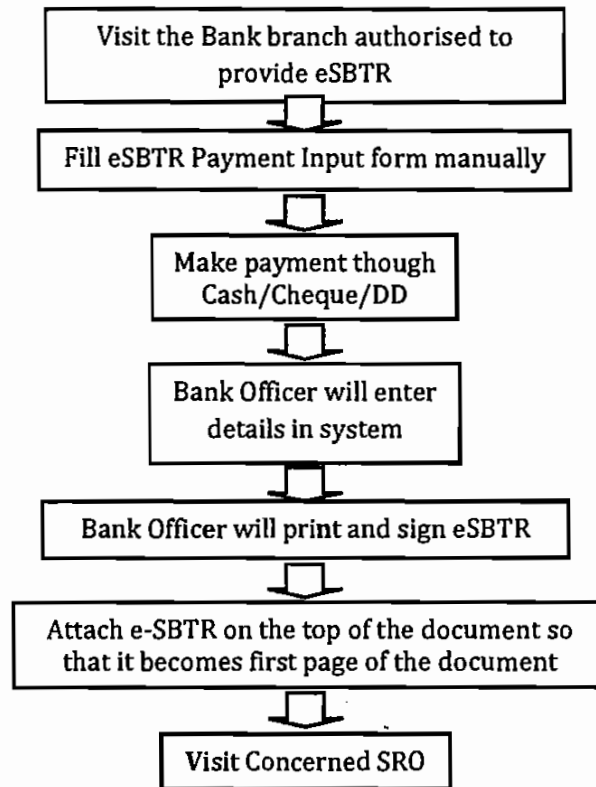 Visit the Bank branch authorised to
provide eSBTR
Fill eSBTR Payment Input form manually
Make payment though
Cash/Cheque/DD
Bank Officer will enter
details in system
Bank Officer will print and sign eSBTR
Attach e-SBTR on the top of the document so
that it becomes first page of the document
Visit Concerned SRO